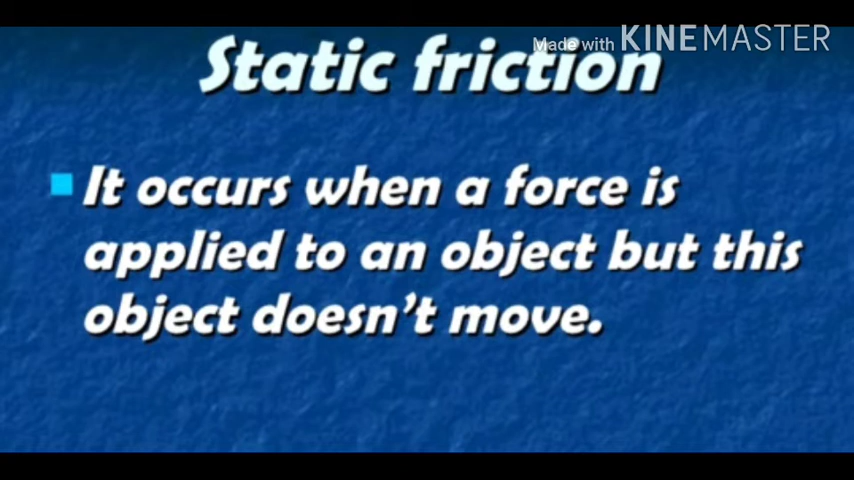 Made with KINEMASTER
Static friction
It occurs when a force is
applied to an object but this
object doesn't move.